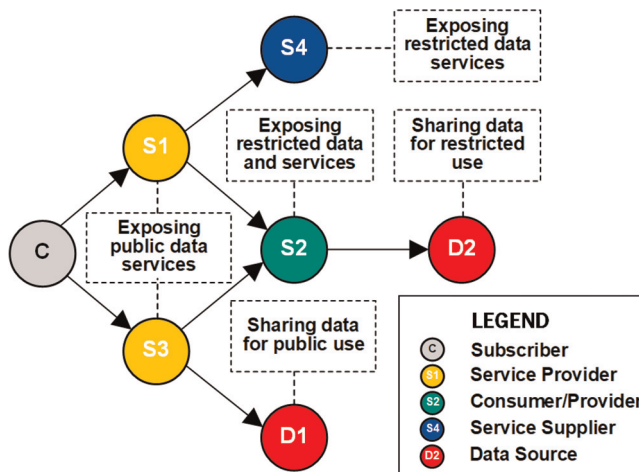 S4
Exposing
restricted data
services
S1
Exposing
restricted data
and services
Sharing data
for restricted
use
C
Exposing
public data
services
S2
D2
S3
Sharing data
for public use
D1
LEGEND
C Subscriber
S1 Service Provider
S2 Consumer/Provider
S4 Service Supplier
D2 Data Source